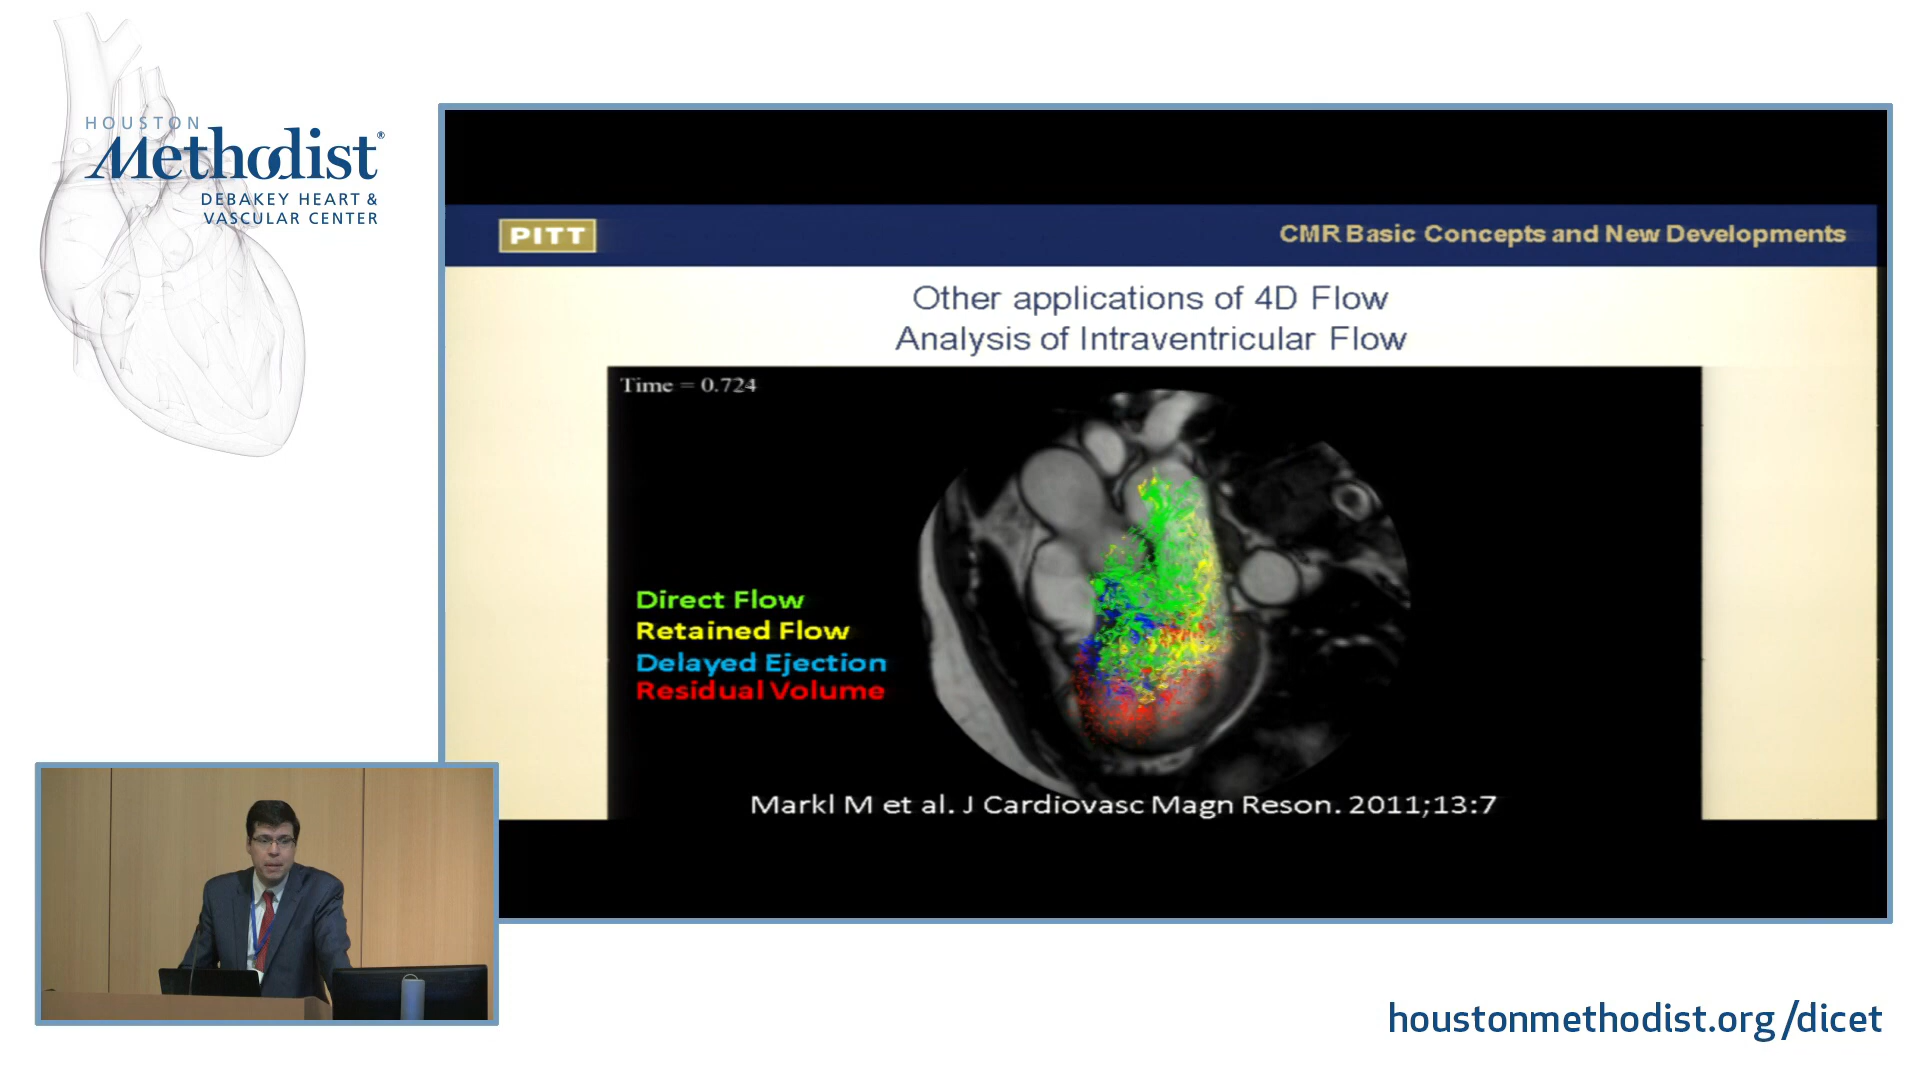 HOUSTON
Methodist®
DEBAKEY HEART &
VASCULAR CENTER
PITT
CMR Basic Concepts and New Developments
Other applications of 4D Flow
Analysis of Intraventricular Flow
Time = 0.724
Direct Flow
Retained Flow
Delayed Ejection
Residual Volume
Markl M et al. J Cardiovasc Magn Reson. 2011;13:7
houstonmethodist.org/dicet